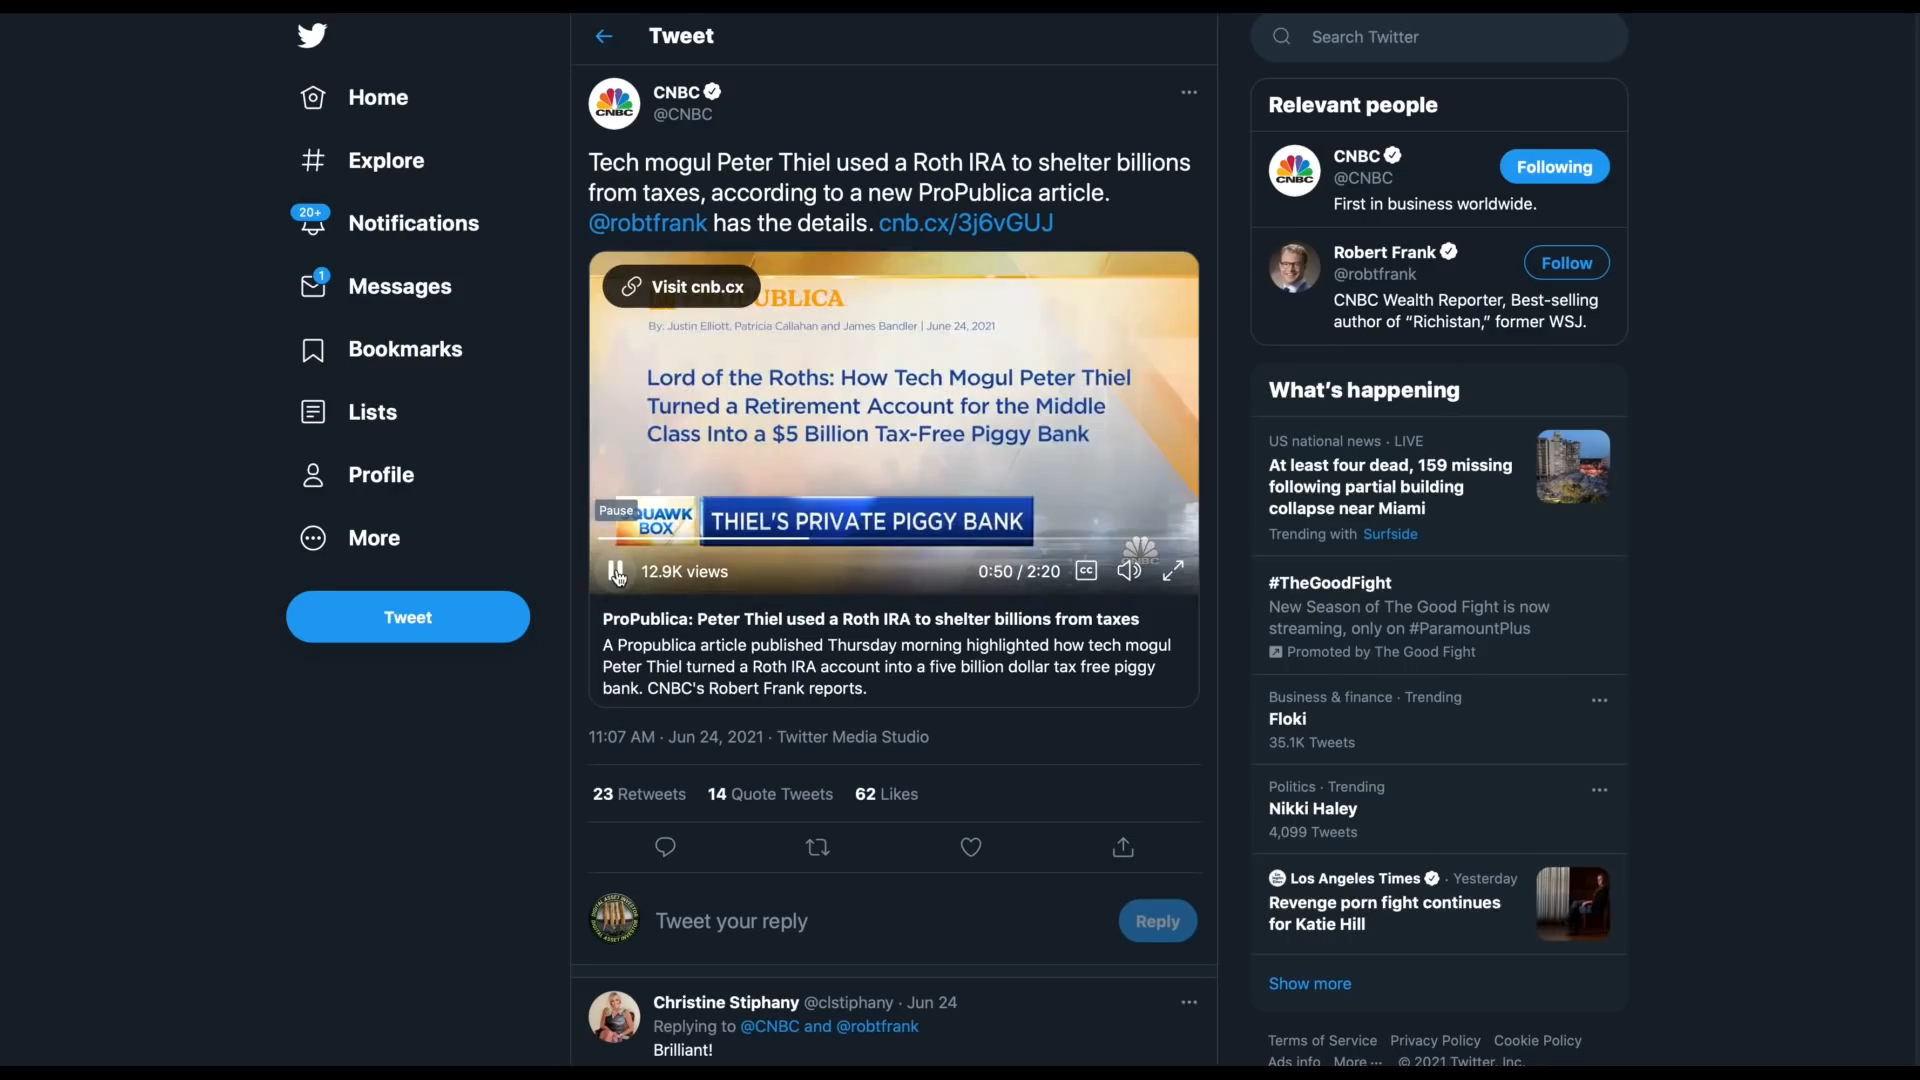 Home
Explore
20+
Notifications
1
Messages
Bookmarks
Lists
Profile
More
Tweet
Tweet
CNBC
@CNBC
Tech mogul Peter Thiel used a Roth IRA to shelter billions
from taxes, according to a new ProPublica article.
@robtfrank has the details. cnb.cx/3j6vGUJ
Visit cnb.cx
UBLICA
By: Justin Elliott, Patricia Callahan and James Bandler | June 24, 2021
Lord of the Roths: How Tech Mogul Peter Thiel
Turned a Retirement Account for the Middle
Class Into a $5 Billion Tax-Free Piggy Bank
Pause
QUAWK
BOX
THIEL'S PRIVATE PIGGY BANK
12.9K views
0:50 / 2:20
CC
ProPublica: Peter Thiel used a Roth IRA to shelter billions from taxes
A Propublica article published Thursday morning highlighted how tech mogul
Peter Thiel turned a Roth IRA account into a five billion dollar tax free piggy
bank. CNBC's Robert Frank reports.
11:07 AM · Jun 24, 2021 · Twitter Media Studio
23 Retweets 14 Quote Tweets 62 Likes
Tweet your reply
Reply
Christine Stiphany @clstiphany · Jun 24
Replying to @CNBC and @robtfrank
Brilliant!
Search Twitter
Relevant people
CNBC
CNBC
@CNBC
Following
First in business worldwide.
Robert Frank
@robtfrank
Follow
CNBC Wealth Reporter, Best-selling
author of “Richistan,” former WSJ.
What’s happening
US national news · LIVE
At least four dead, 159 missing
following partial building
collapse near Miami
Trending with Surfside
#TheGoodFight
New Season of The Good Fight is now
streaming, only on #ParamountPlus
Promoted by The Good Fight
Business & finance · Trending
Floki
35.1K Tweets
Politics · Trending
Nikki Haley
4,099 Tweets
Los Angeles Times · Yesterday
Revenge porn fight continues
for Katie Hill
Show more
Terms of Service Privacy Policy Cookie Policy
Ads info More ··· © 2021 Twitter, Inc.